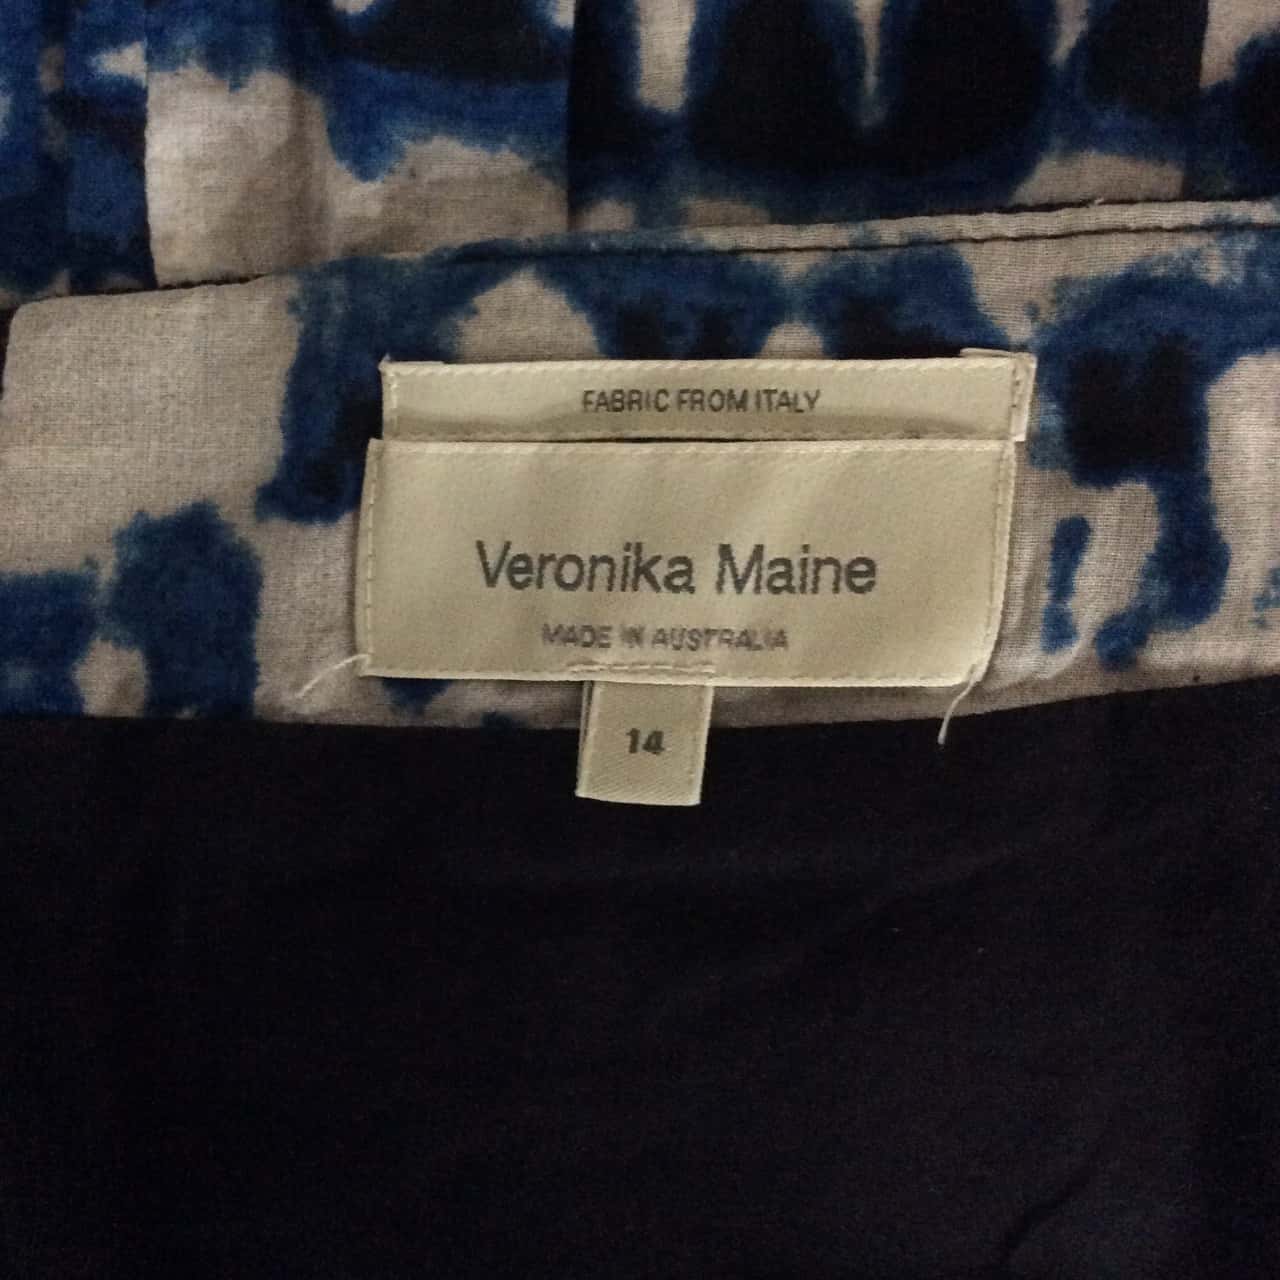 FABRIC FROM ITALY
Veronika Maine
MADE IN AUSTRALIA
14